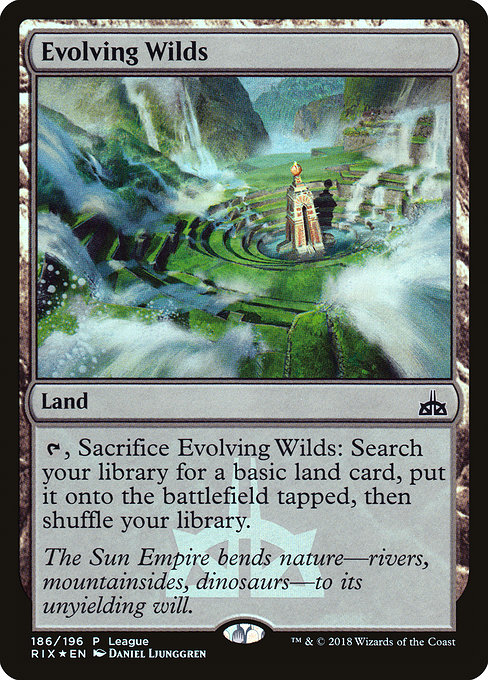 Evolving Wilds
Land
, Sacrifice Evolving Wilds: Search
your library for a basic land card, put
it onto the battlefield tapped, then
shuffle your library.
The Sun Empire bends nature—rivers,
mountainsides, dinosaurs—to its
unyielding will.
186/196 P League
RIX★EN Daniel Ljunggren
™ & © 2018 Wizards of the Coast